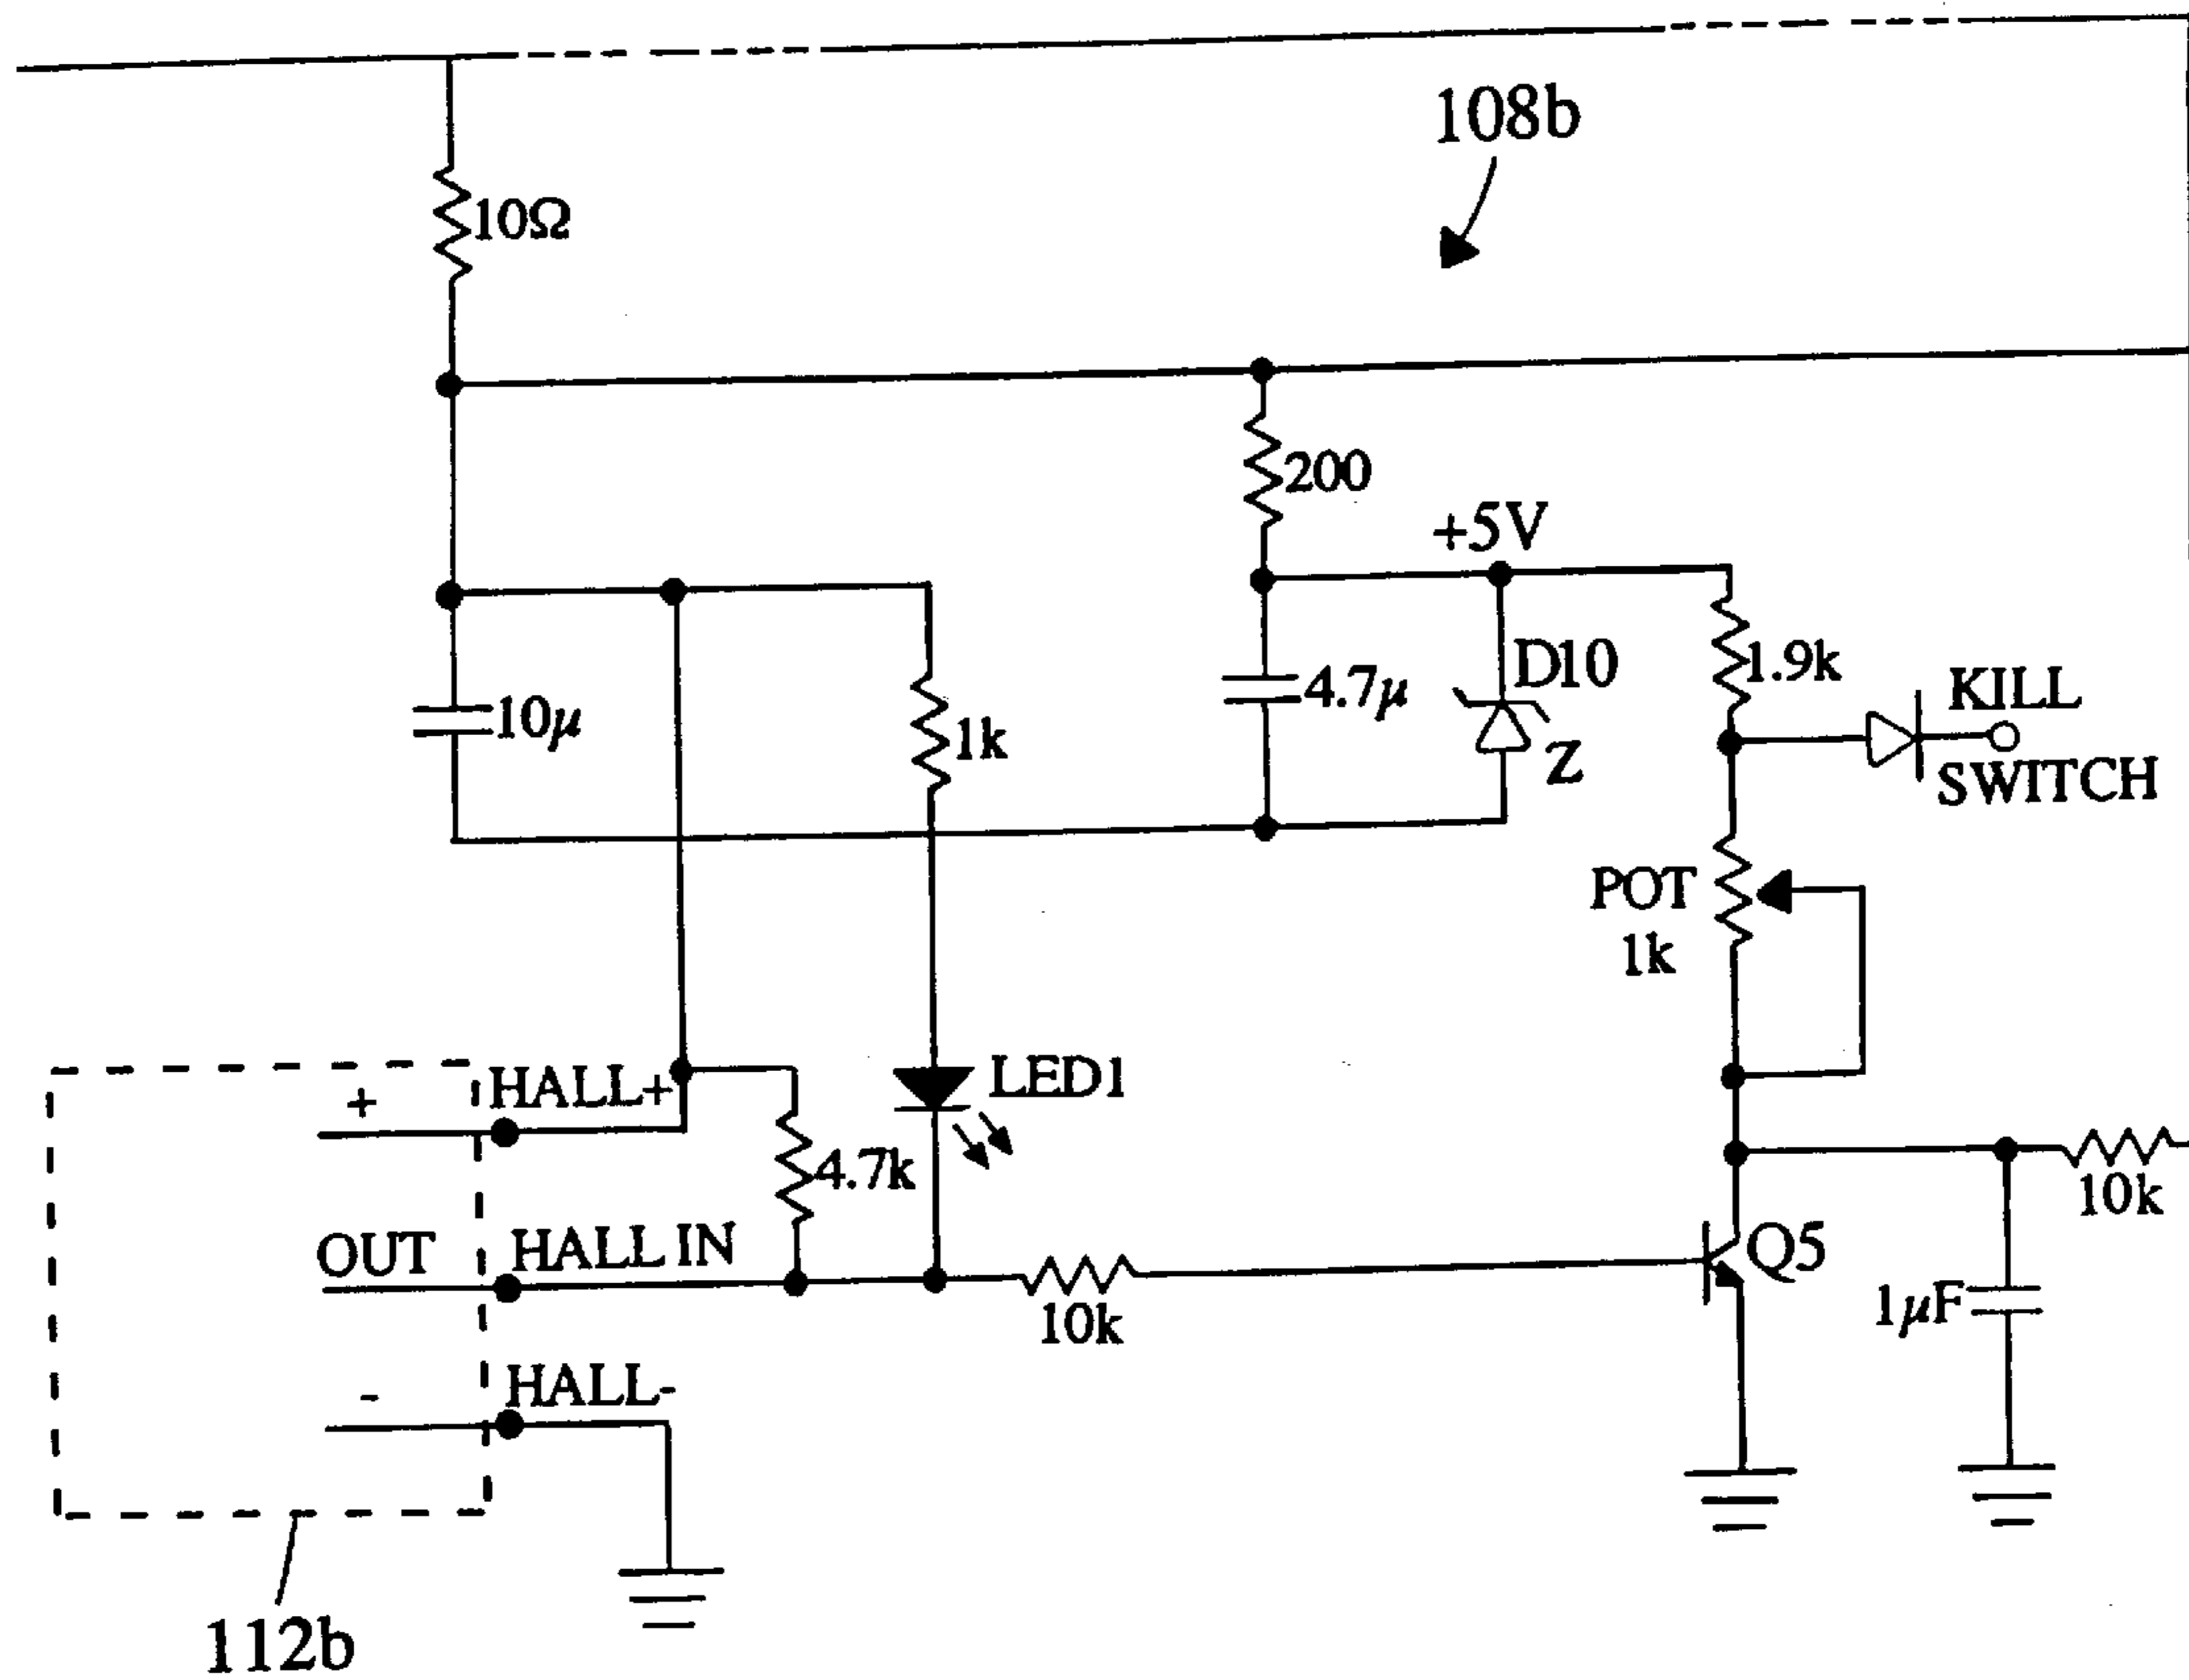 108b
10Ω
200
+5V
D10
1.9k
KILL
SWITCH
10μ
1k
4.7μ
Z
POT
1k
+
HALL+
LED1
4.7k
10k
OUT
HALL IN
Q5
10k
1μF
-
HALL-
112b